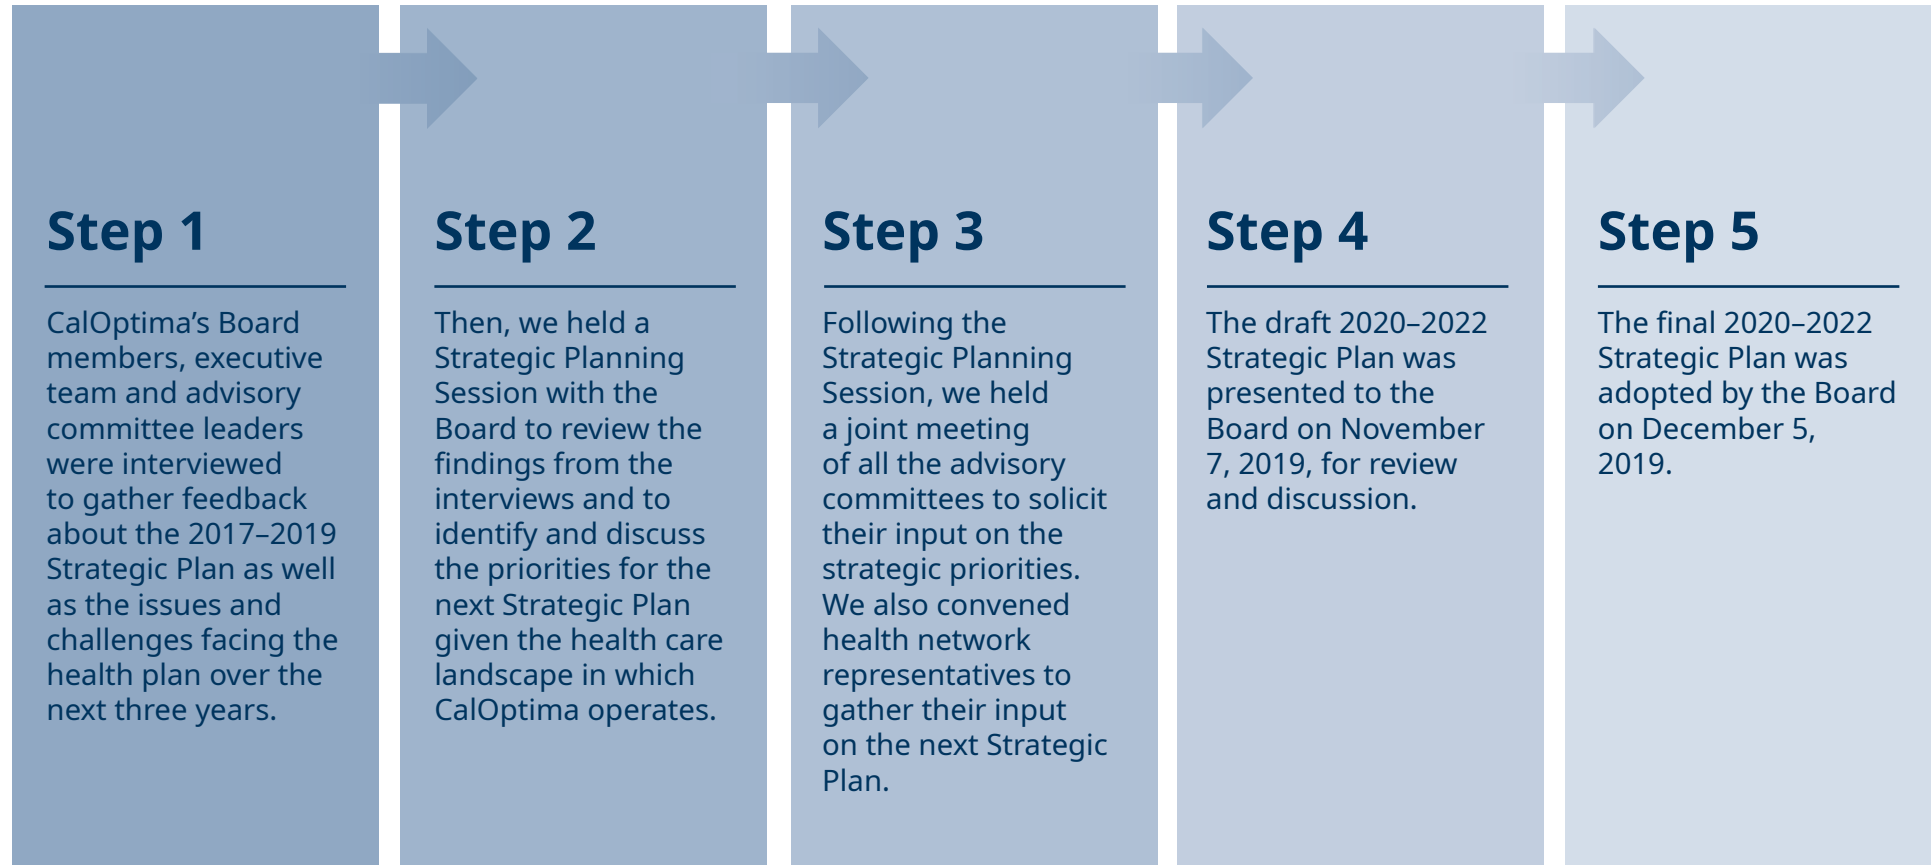 Step 1
CalOptima’s Board
members, executive
team and advisory
committee leaders
were interviewed
to gather feedback
about the 2017–2019
Strategic Plan as well
as the issues and
challenges facing the
health plan over the
next three years.
Step 2
Then, we held a
Strategic Planning
Session with the
Board to review the
findings from the
interviews and to
identify and discuss
the priorities for the
next Strategic Plan
given the health care
landscape in which
CalOptima operates.
Step 3
Following the
Strategic Planning
Session, we held
a joint meeting
of all the advisory
committees to solicit
their input on the
strategic priorities.
We also convened
health network
representatives to
gather their input
on the next Strategic
Plan.
Step 4
The draft 2020–2022
Strategic Plan was
presented to the
Board on November
7, 2019, for review
and discussion.
Step 5
The final 2020–2022
Strategic Plan was
adopted by the Board
on December 5,
2019.